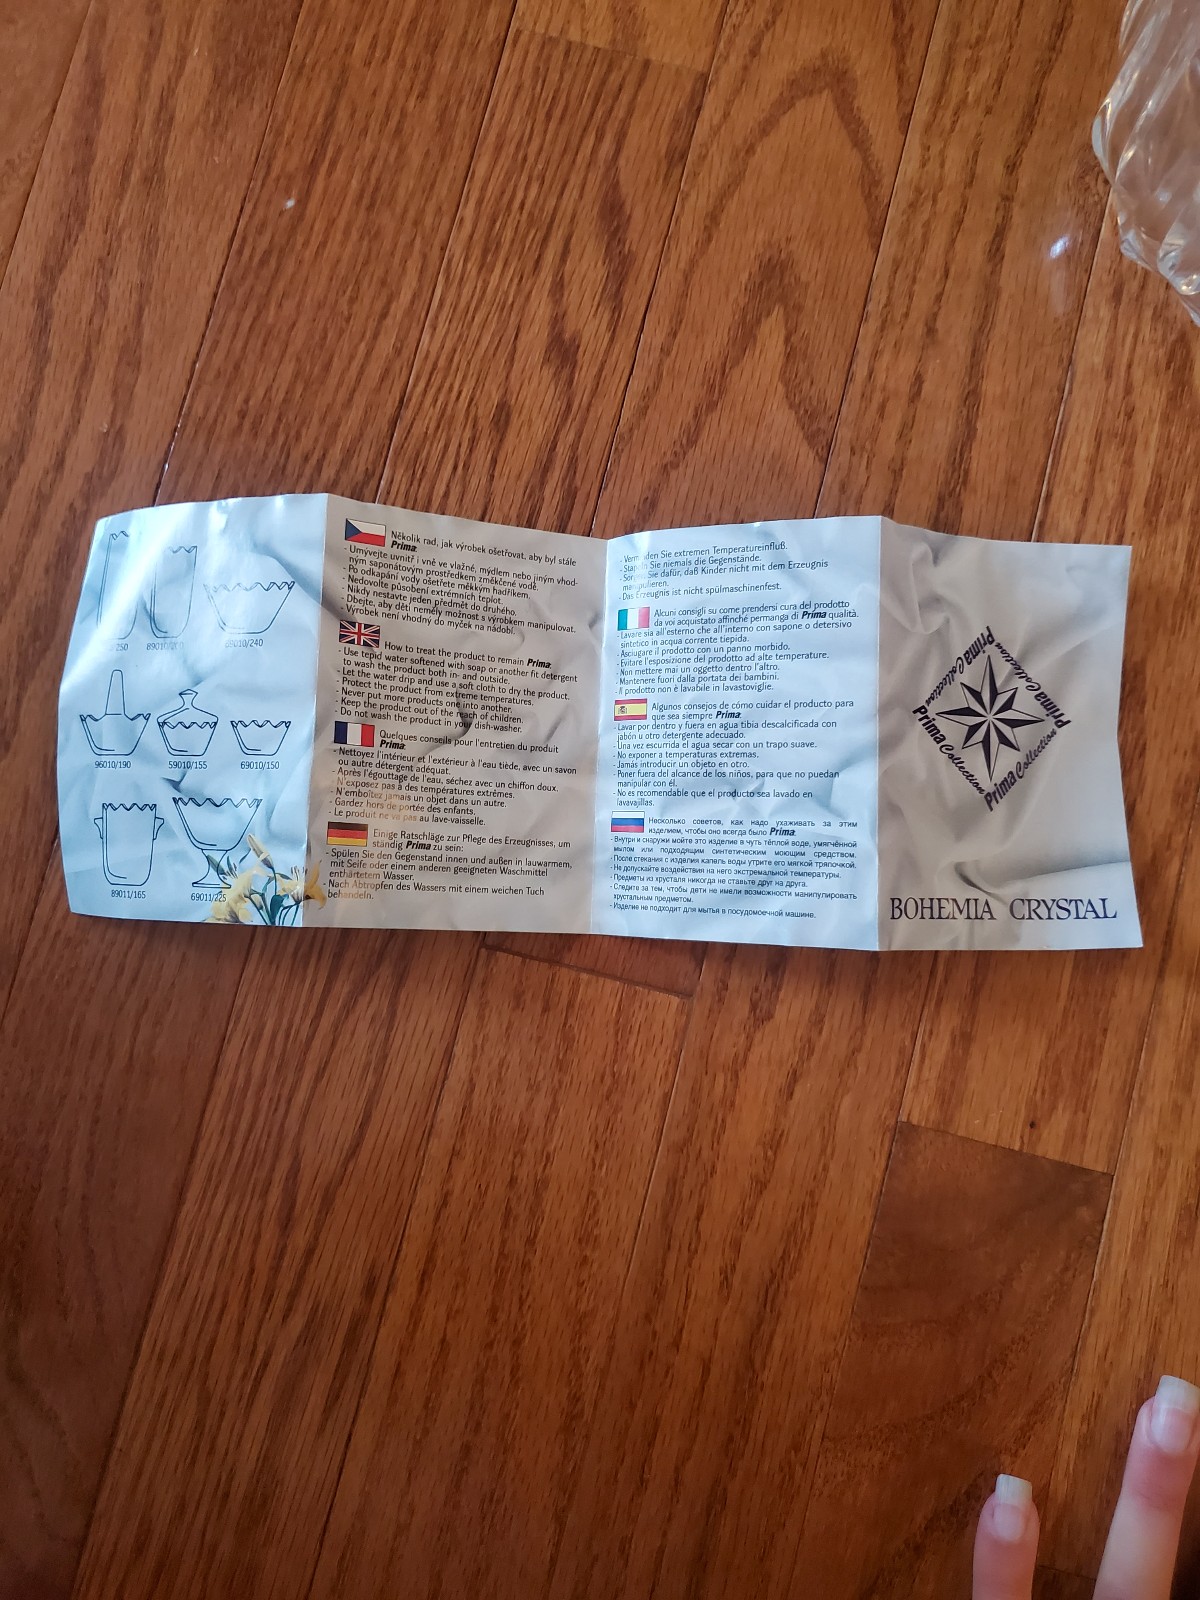 250
89010/240
96010/190
59010/155
69010/150
89011/165
69011/225
Několik rad, jak výrobek ošetřovat, aby byl stále
Prima:
- Umývejte uvnitř i vně ve vlažné, mýdlem nebo jiným vhod-
ným saponátovým prostředkem změkčené vodě.
- Po odkapání vody ošetřete měkkým hadříkem.
- Nedovolte působení extrémních teplot.
- Nikdy nestavte jeden předmět do druhého.
- Dbejte, aby děti neměly možnost s výrobkem manipulovat.
- Výrobek není vhodný do myček na nádobí.
How to treat the product to remain Prima:
- Use tepid water softened with soap or another fit detergent
to wash the product both in- and outside.
- Let the water drip and use a soft cloth to dry the product.
- Protect the product from extreme temperatures.
- Never put more products one into another.
- Keep the product out of the reach of children.
- Do not wash the product in your dish-washer.
Quelques conseils pour l'entretien du produit
Prima:
- Nettoyez l'intérieur et l'extérieur à l'eau tiède, avec un savon
ou autre détergent adéquat.
- Après l'égouttage de l'eau, séchez avec un chiffon doux.
- N'exposez pas à des températures extrêmes.
- N'emboîtez jamais un objet dans un autre.
- Gardez hors de portée des enfants.
- Le produit ne va pas au lave-vaisselle.
Einige Ratschläge zur Pflege des Erzeugnisses, um
ständig Prima zu sein:
- Spülen Sie den Gegenstand innen und außen in lauwarmem,
mit Seife oder einem anderen geeigneten Waschmittel
enthärtetem Wasser.
- Nach Abtropfen des Wassers mit einem weichen Tuch
behandeln.
Sie extremen Temperatureinfluß.
Sie niemals die Gegenstände.
Sie dafür, daß Kinder nicht mit dem Erzeugnis
- Das Erzeugnis ist nicht spülmaschinenfest.
Alcuni consigli su come prendersi cura del prodotto
da voi acquistato affinché permanga di Prima qualità.
- Lavare sia all'esterno che all'interno con sapone o detersivo
sintetico in acqua corrente tiepida.
- Asciugare il prodotto con un panno morbido.
- Evitare l'esposizione del prodotto ad alte temperature.
- Non mettere mai un oggetto dentro l'altro.
- Mantenere fuori dalla portata dei bambini.
- Il prodotto non è lavabile in lavastoviglie.
Algunos consejos de cómo cuidar el producto para
que sea siempre Prima:
- Lavar por dentro y fuera en agua tibia descalcificada con
jabón u otro detergente adecuado.
- Una vez escurrida el agua secar con un trapo suave.
- No exponer a temperaturas extremas.
- Jamás introducir un objeto en otro.
- Poner fuera del alcance de los niños, para que no puedan
manipular con él.
- No es recomendable que el producto sea lavado en
lavavajillas.
Несколько советов, как надо ухаживать за этим
изделием, чтобы оно всегда было Prima:
- Внутри и снаружи мойте это изделие в чуть тёплой воде, умягчённой
мылом или подходящим синтетическим моющим средством.
- После стекания с изделия капель воды утрите его мягкой тряпочкой.
- Не допускайте воздействия на него экстремальной температуры.
- Предметы из хрусталя никогда не ставьте друг на друга.
- Следите за тем, чтобы дети не имели возможности манипулировать
хрустальным предметом.
- Изделие не подходит для мытья в посудомоечной машине.
Prima Collection
Prima Collection
Prima Collection
Prima Collection
BOHEMIA CRYSTAL